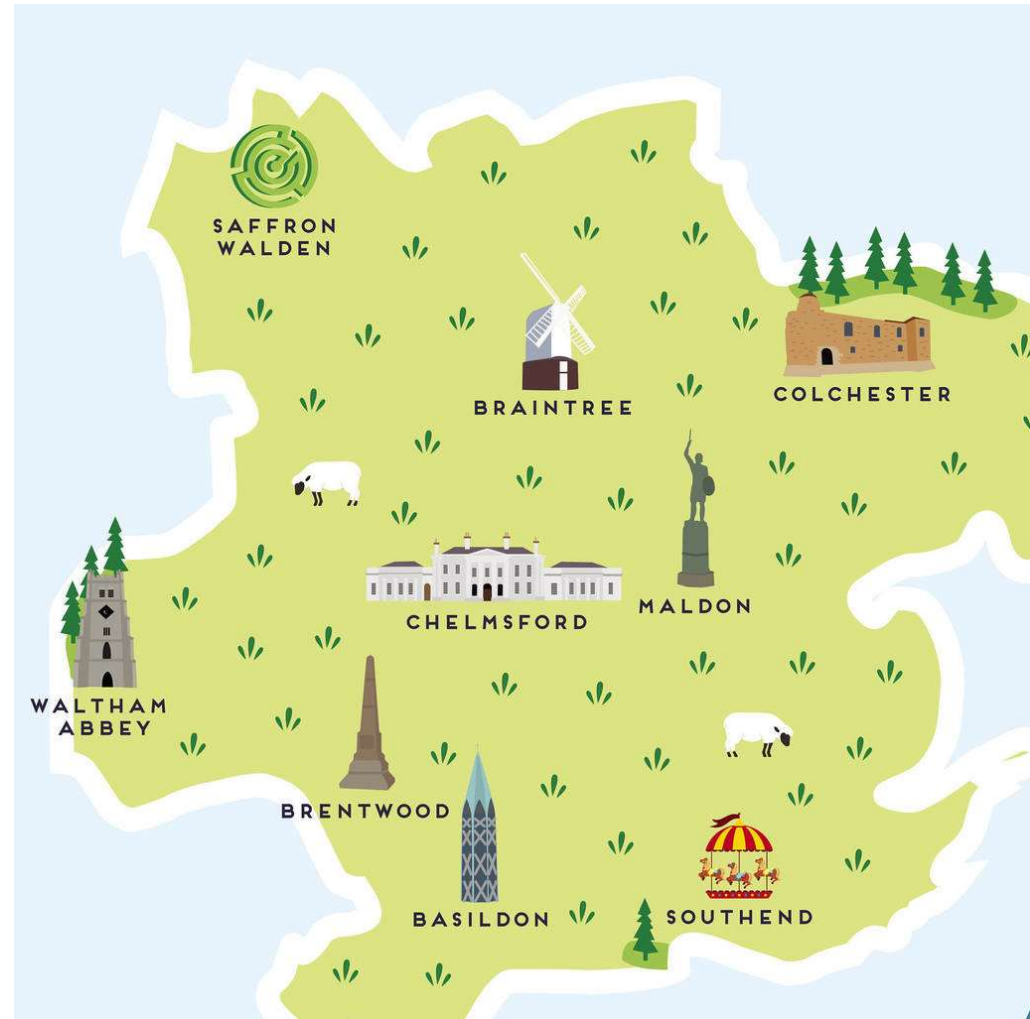 SAFFRON
WALDEN
BRAINTREE
COLCHESTER
MALDON
CHELMSFORD
WALTHAM
ABBEY
BRENTWOOD
BASILDON
SOUTHEND